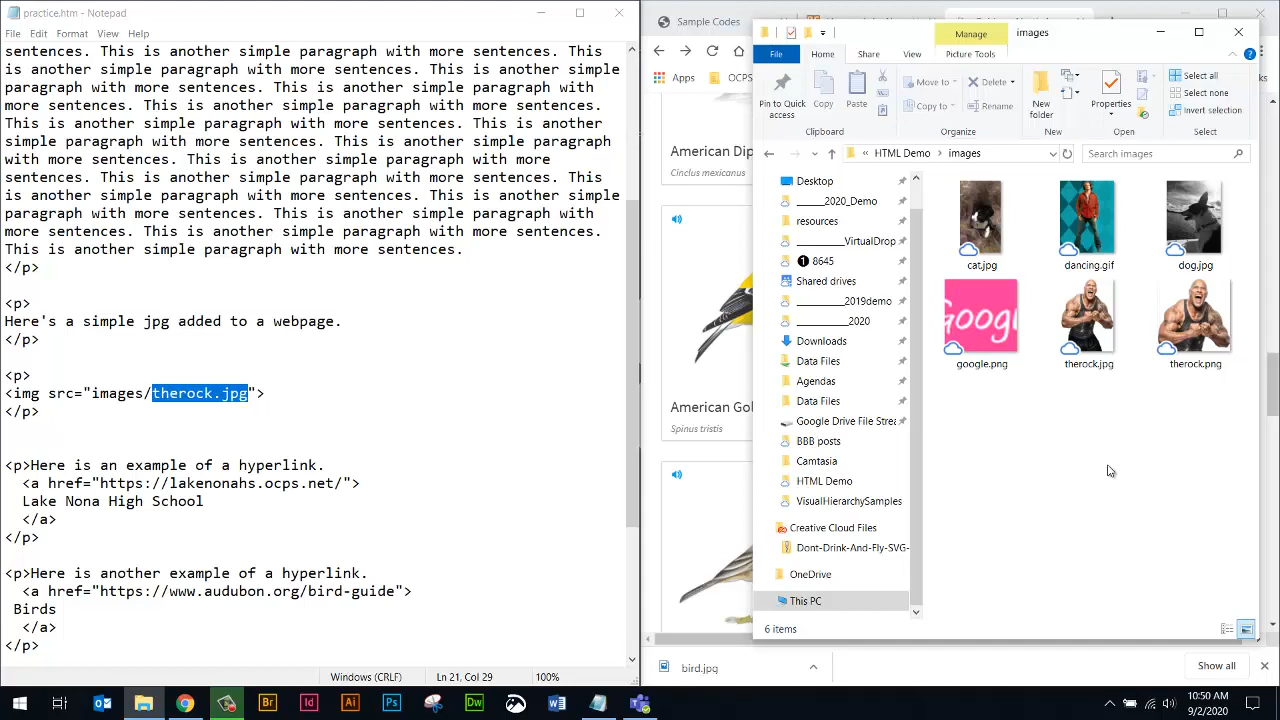 practice.htm - Notepad
File Edit Format View Help
sentences. This is another simple paragraph with more sentences. This
is another simple paragraph with more sentences. This is another simple
paragraph with more sentences. This is another simple paragraph with
more sentences. This is another simple paragraph with more sentences.
This is another simple paragraph with more sentences. This is another
simple paragraph with more sentences. This is another simple paragraph
with more sentences. This is another simple paragraph with more
sentences. This is another simple paragraph with more sentences. This
is another simple paragraph with more sentences. This is another simple
paragraph with more sentences. This is another simple paragraph with
more sentences. This is another simple paragraph with more sentences.
This is another simple paragraph with more sentences.
</p>
<p>
Here's a simple jpg added to a webpage.
</p>
<p>
<img src="images/therock.jpg">
</p>
<p>Here is an example of a hyperlink.
<a href="https://lakenonahs.ocps.net/">
Lake Nona High School
</a>
</p>
<p>Here is another example of a hyperlink.
<a href="https://www.audubon.org/bird-guide">
Birds
</a>
</p>
Windows (CRLF) Ln 21, Col 29 100%
Sample Codes
Apps OCPS
American Dip
Cinclus mexicanus
American Gol
Spinus tristis
bird.jpg
Show all
Manage
images
File Home Share View Picture Tools
Pin to Quick access
Copy
Paste
Clipboard
Move to
Copy to
Delete
Rename
Organize
New folder
New
Properties
Open
Select all
Select none
Invert selection
Select
« HTML Demo › images
Search images
Desktop
_____2020_Demo
resources
_________VirtualDrop
8645
Shared drives
_________2019demo
_________2020
Downloads
Data Files
Agendas
Data Files
Google Drive File Strea
BBB posts
Camtasia
HTML Demo
VisualHierarchySamples
Creative Cloud Files
Dont-Drink-And-Fly-SVG-
OneDrive
This PC
cat.jpg
dancing.gif
dog.jpg
Googl
google.png
therock.jpg
therock.png
6 items
Br Id Ai Ps Dw
10:50 AM
9/2/2020